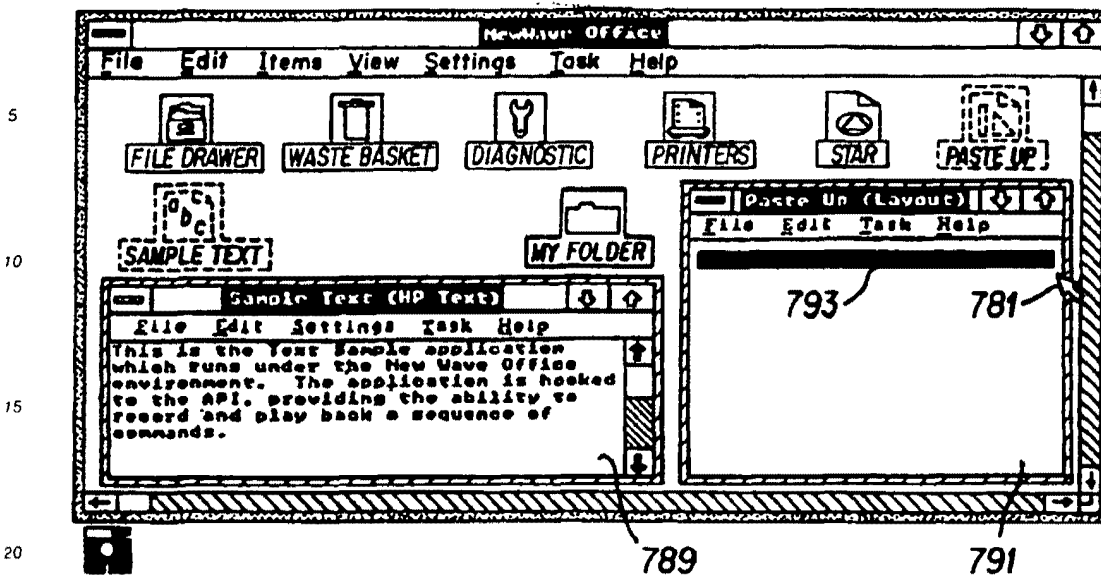 NewWave Office
File Edit Items View Settings Task Help
5
FILE DRAWER WASTE BASKET DIAGNOSTIC PRINTERS STAR PASTE UP
abc
SAMPLE TEXT MY FOLDER
Paste Up (Layout)
File Edit Task Help
10
793 781
Sample Text (HP Text)
File Edit Settings Task Help
This is the Text Sample application
which runs under the New Wave Office
environment. The application is hooked
to the API, providing the ability to
15
record and play back a sequence of
commands.
20
789 791